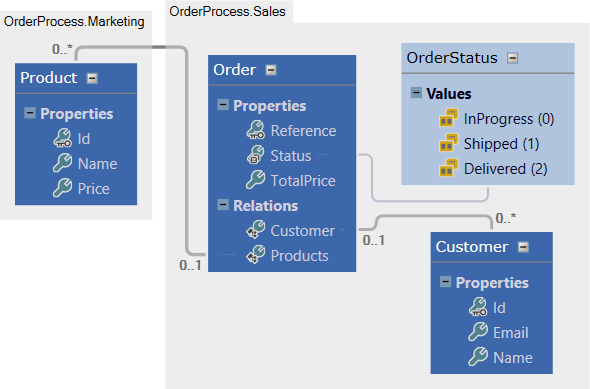 OrderProcess.Marketing
0..*
Product
Properties
Id
Name
Price
OrderProcess.Sales
Order
Properties
Reference
Status
TotalPrice
Relations
Customer
Products
0..1
0..1
OrderStatus
Values
InProgress (0)
Shipped (1)
Delivered (2)
0..*
Customer
Properties
Id
Email
Name